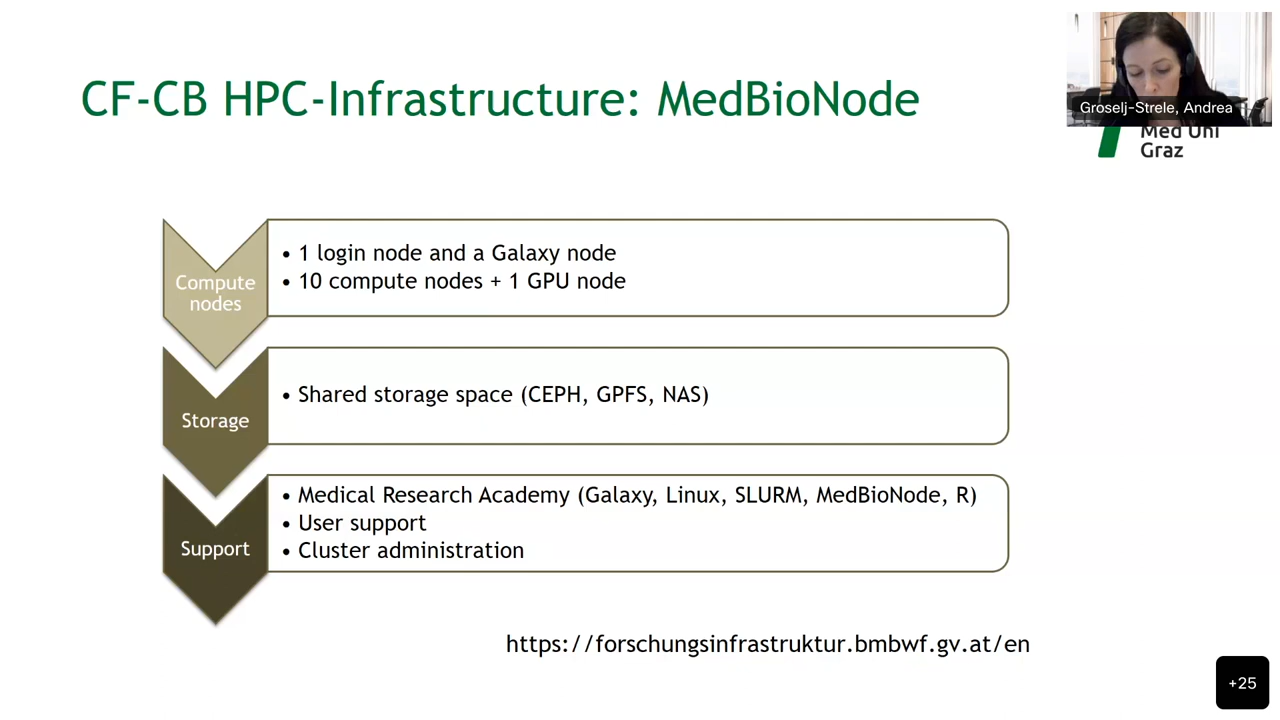 CF-CB HPC-Infrastructure: MedBioNode
Groselj-Strele, Andrea
Med Uni
Graz
Compute
nodes
• 1 login node and a Galaxy node
• 10 compute nodes + 1 GPU node
Storage
• Shared storage space (CEPH, GPFS, NAS)
Support
• Medical Research Academy (Galaxy, Linux, SLURM, MedBioNode, R)
• User support
• Cluster administration
https://forschungsinfrastruktur.bmbwf.gv.at/en
+25